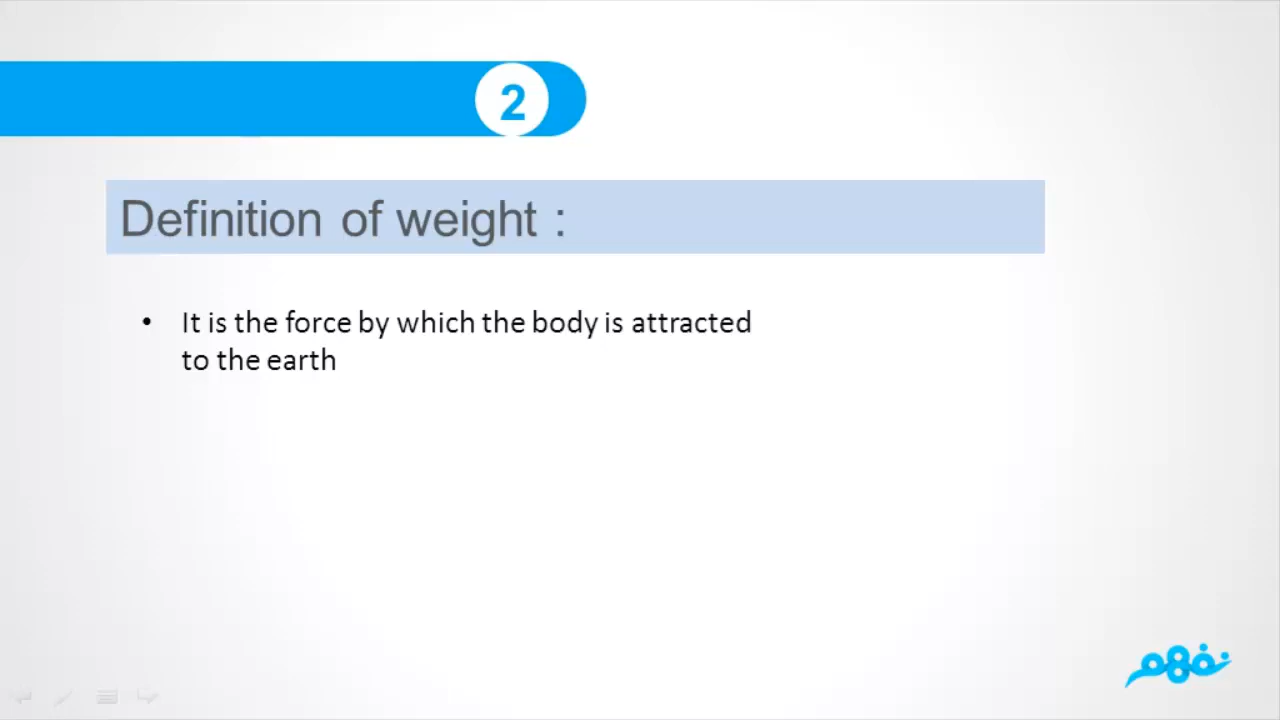 2
Definition of weight :
• It is the force by which the body is attracted
to the earth
نفهم